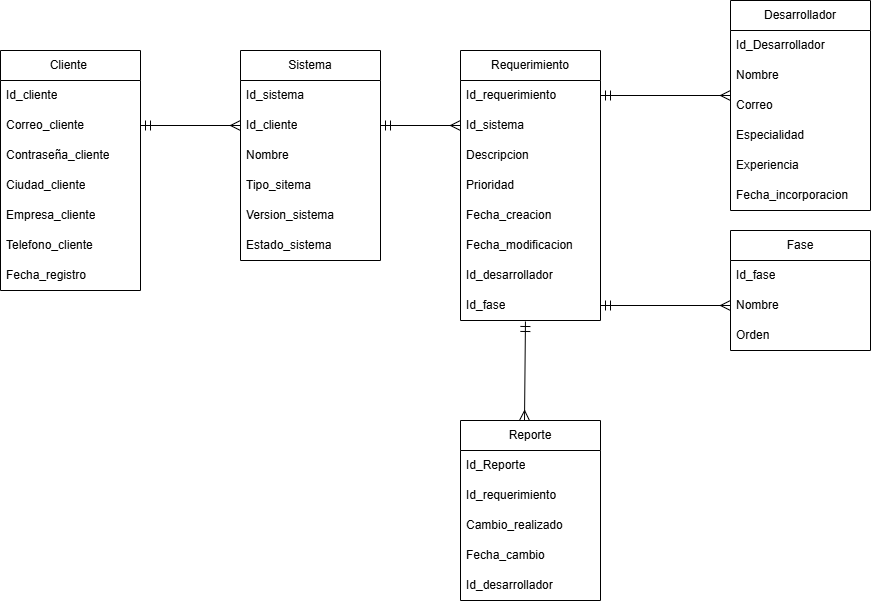 Cliente
Id_cliente
Correo_cliente
Contraseña_cliente
Ciudad_cliente
Empresa_cliente
Telefono_cliente
Fecha_registro
Sistema
Id_sistema
Id_cliente
Nombre
Tipo_sitema
Version_sistema
Estado_sistema
Requerimiento
Id_requerimiento
Id_sistema
Descripcion
Prioridad
Fecha_creacion
Fecha_modificacion
Id_desarrollador
Id_fase
Desarrollador
Id_Desarrollador
Nombre
Correo
Especialidad
Experiencia
Fecha_incorporacion
Fase
Id_fase
Nombre
Orden
Reporte
Id_Reporte
Id_requerimiento
Cambio_realizado
Fecha_cambio
Id_desarrollador